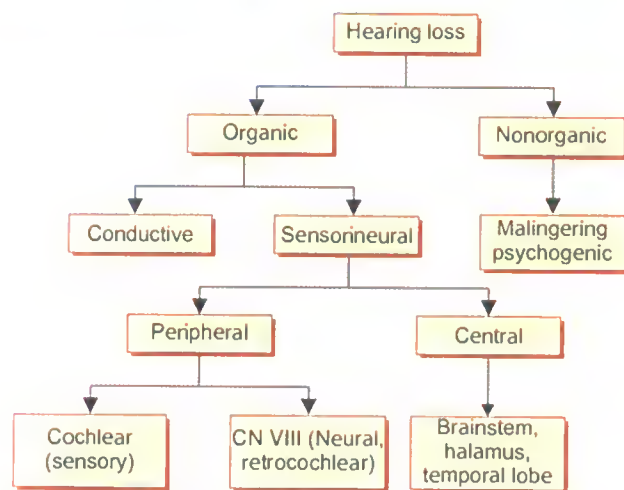 Hearing loss
Organic
Nonorganic
Conductive
Sensorineural
Malingering
psychogenic
Peripheral
Central
Cochlear
(sensory)
CN VIII (Neural,
retrocochlear)
Brainstem,
halamus,
temporal lobe